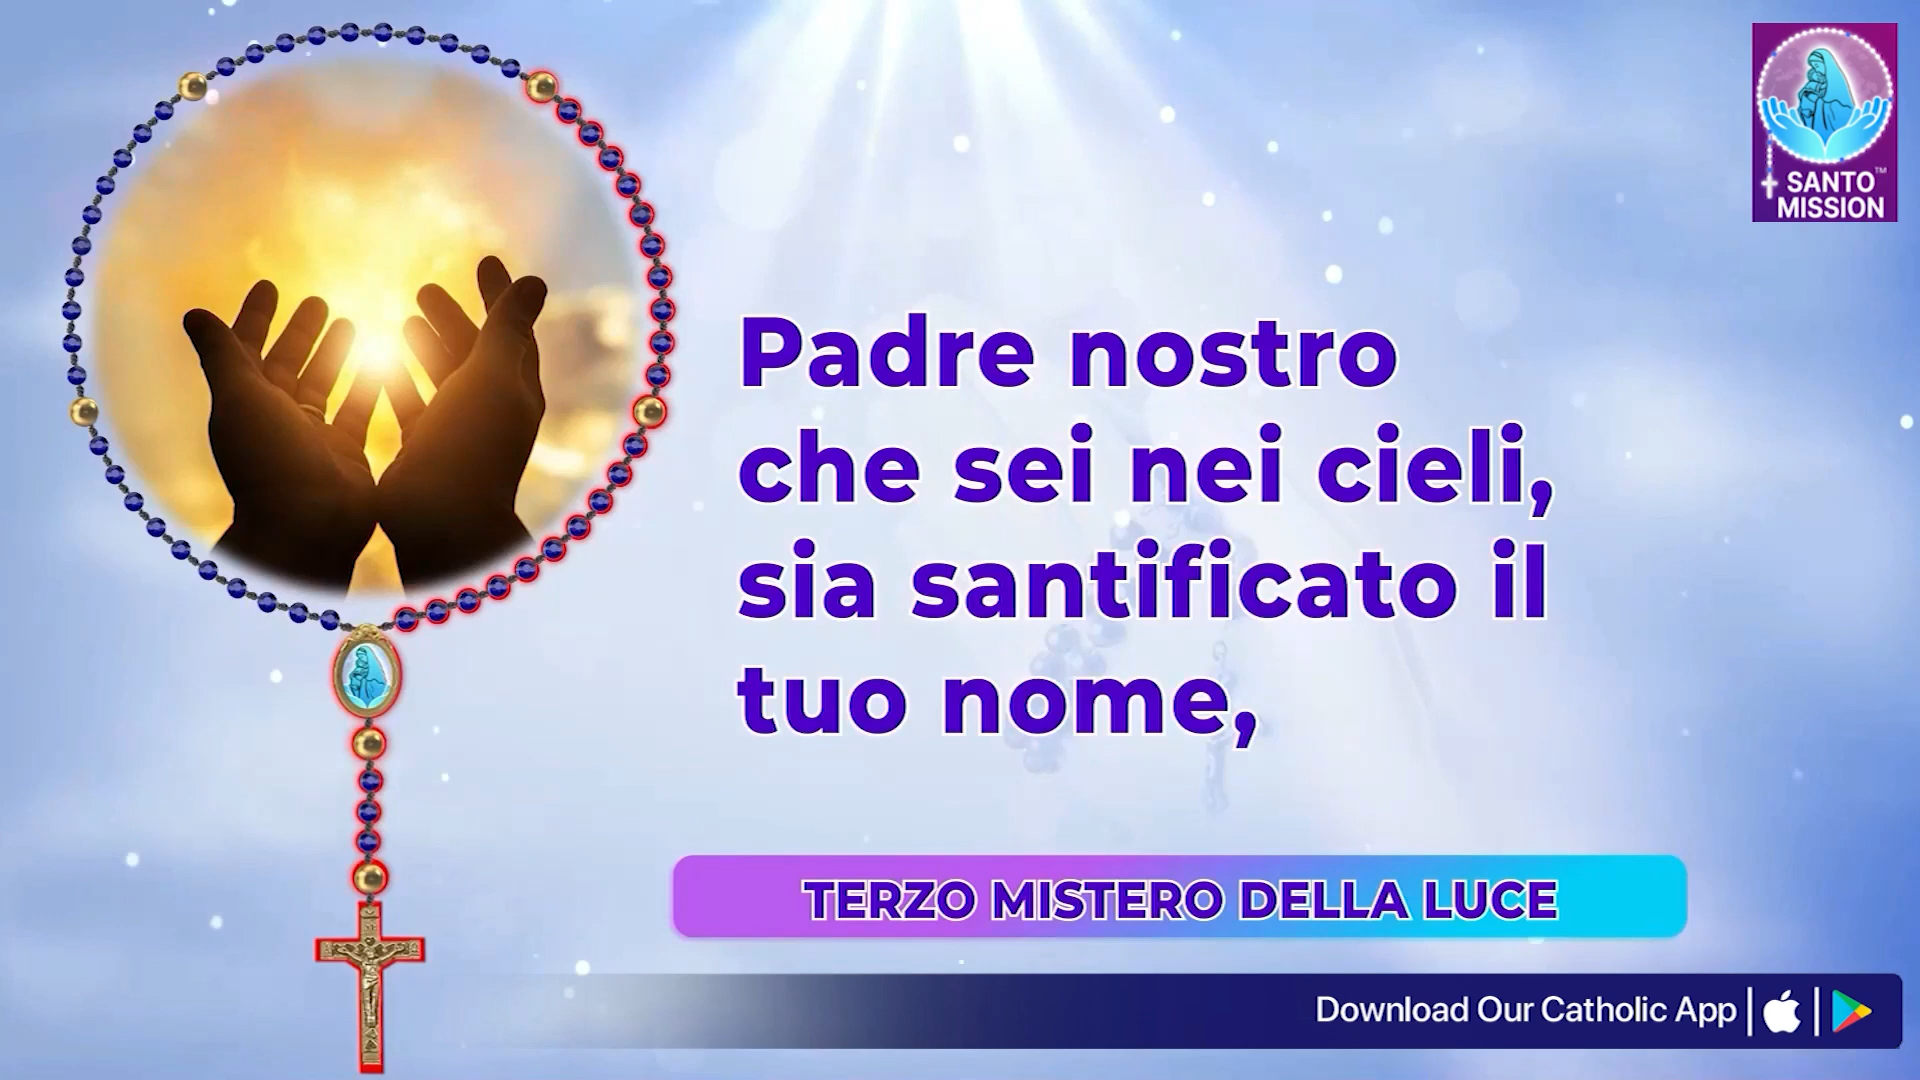 SANTO™
MISSION
Padre nostro
che sei nei cieli,
sia santificato il
tuo nome,
TERZO MISTERO DELLA LUCE
Download Our Catholic App